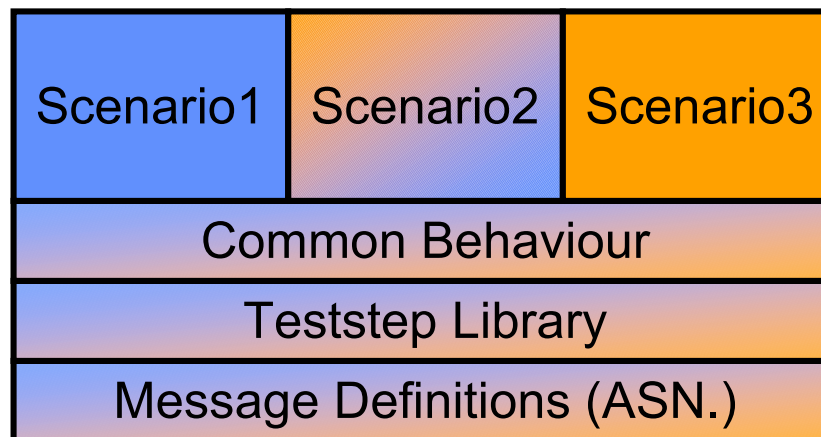 Scenario1 Scenario2 Scenario3
Common Behaviour
Teststep Library
Message Definitions (ASN.)